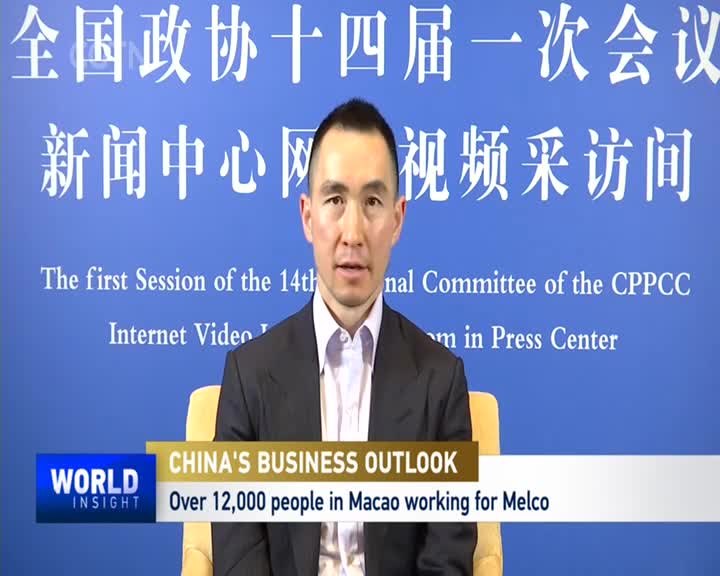 全国政协十四届一次会议
CGTN
新闻中心网 视频采访间
The first Session of the 14th nal Committee of the CPPCC
Internet Video I om in Press Center
CHINA'S BUSINESS OUTLOOK
WORLD
INSIGHT
Over 12,000 people in Macao working for Melco